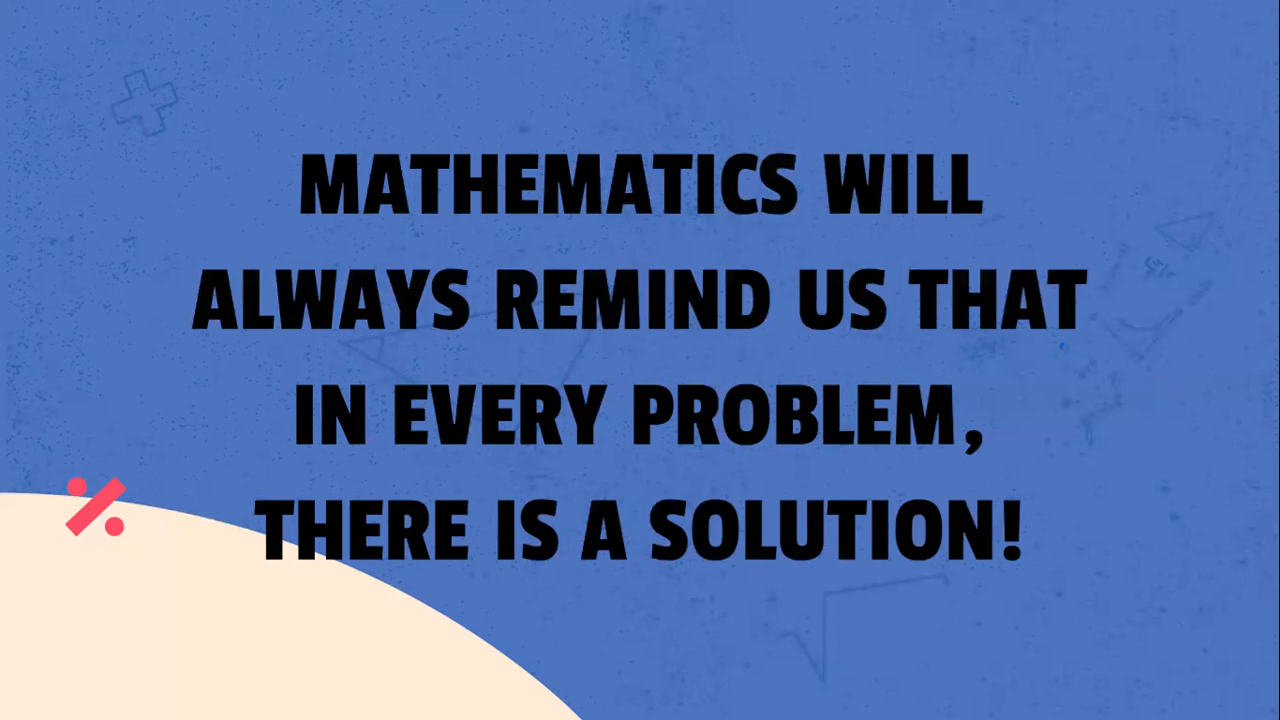 MATHEMATICS WILL
ALWAYS REMIND US THAT
IN EVERY PROBLEM,
THERE IS A SOLUTION!